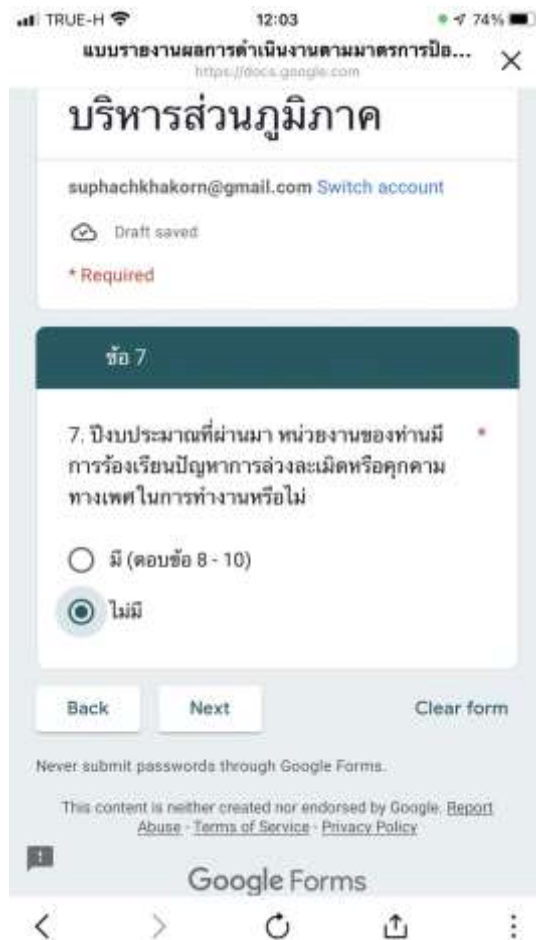 TRUE-H 12:03 74%
แบบรายงานผลการดำเนินงานตามมาตรการป้อ...
https://docs.google.com
บริหารส่วนภูมิภาค
suphachkhakorn@gmail.com Switch account
Draft saved
* Required
ข้อ 7
7. ปีงบประมาณที่ผ่านมา หน่วยงานของท่านมี *
การร้องเรียนปัญหาการล่วงละเมิดหรือคุกคาม
ทางเพศในการทำงานหรือไม่
มี (ตอบข้อ 8 - 10)
ไม่มี
Back Next Clear form
Never submit passwords through Google Forms.
This content is neither created nor endorsed by Google. Report
Abuse - Terms of Service - Privacy Policy
Google Forms